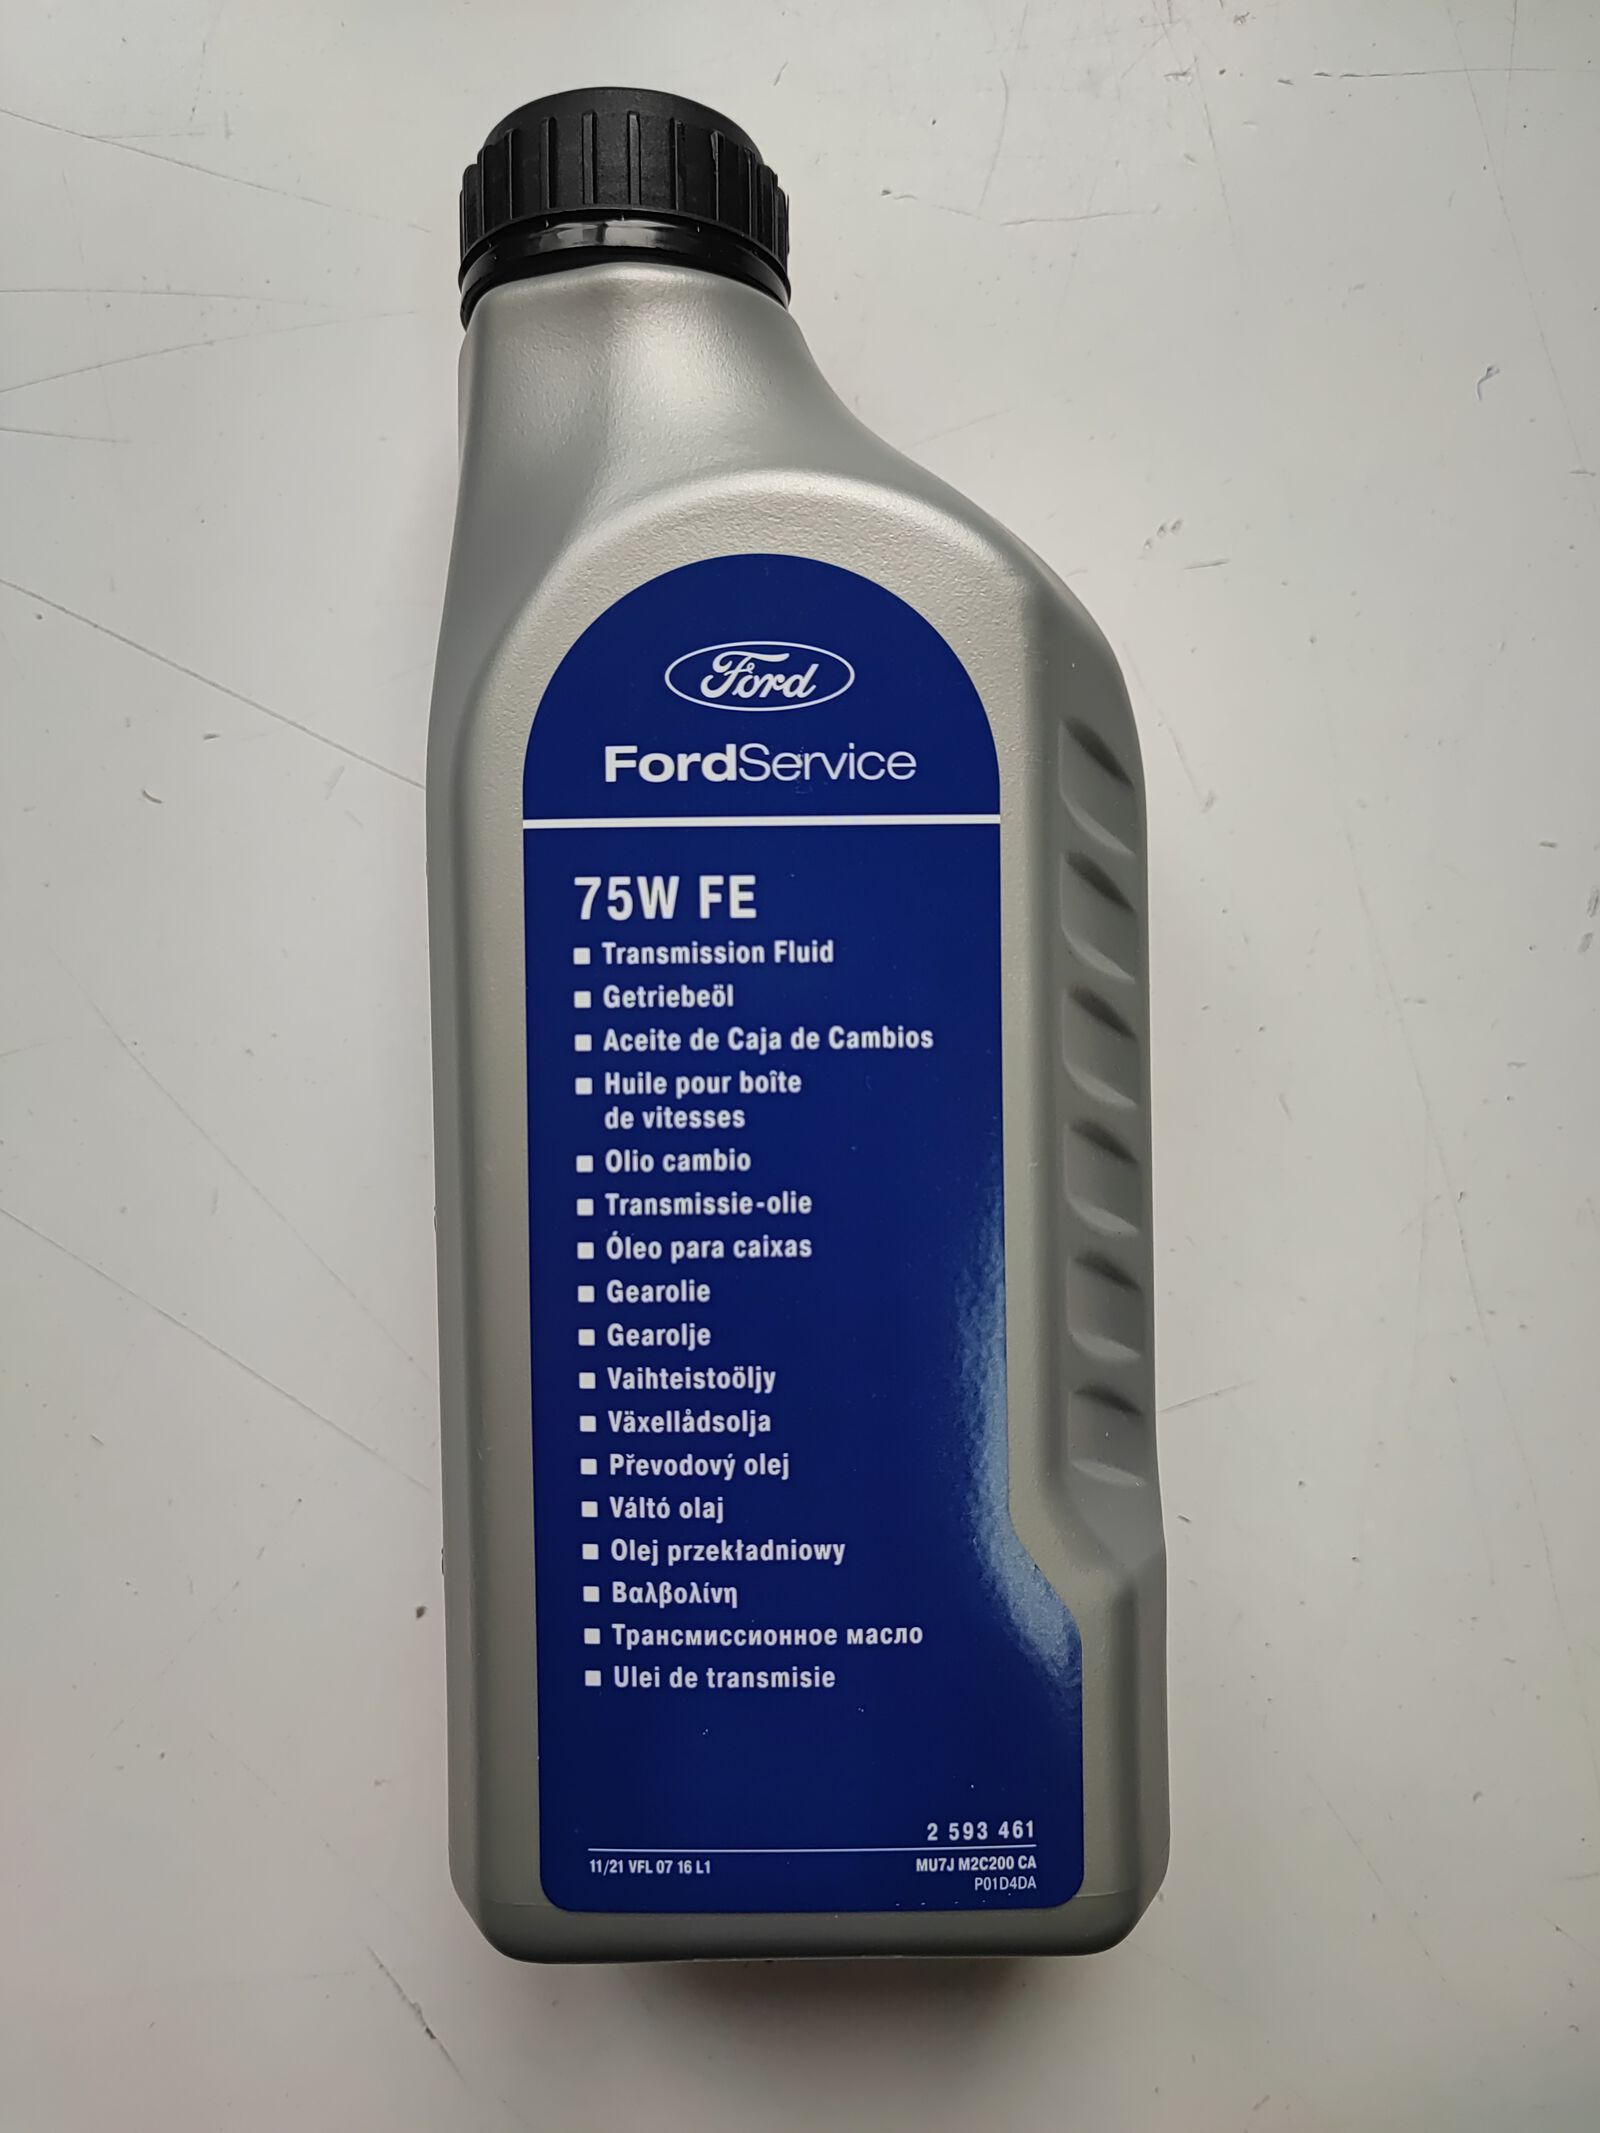 Ford
FordService
75W FE
Transmission Fluid
Getriebeöl
Aceite de Caja de Cambios
Huile pour boîte
de vitesses
Olio cambio
Transmissie-olie
Óleo para caixas
Gearolie
Gearolje
Vaihteistoöljy
Växellådsolja
Převodový olej
Váltó olaj
Olej przekładniowy
Βαλβολίνη
Трансмиссионное масло
Ulei de transmisie
2 593 461
11/21 VFL 07 16 L1
MU7J M2C200 CA
P01D4DA